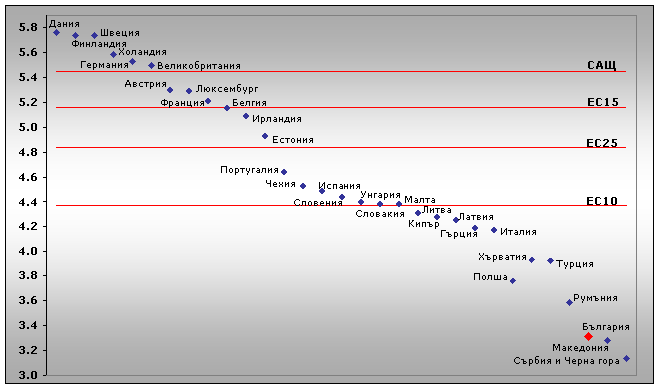 5.8
5.6
5.4
5.2
5.0
4.8
4.6
4.4
4.2
4.0
3.8
3.6
3.4
3.2
3.0
Дания
Швеция
Финландия
Холандия
Германия
Великобритания
САЩ
Австрия
Люксембург
Франция
Белгия
ЕС15
Ирландия
Естония
ЕС25
Португалия
Чехия
Испания
Словения
Унгария
Словакия
Малта
ЕС10
Литва
Кипър
Латвия
Гърция
Италия
Хърватия
Турция
Полша
Румъния
България
Македония
Сърбия и Черна гора